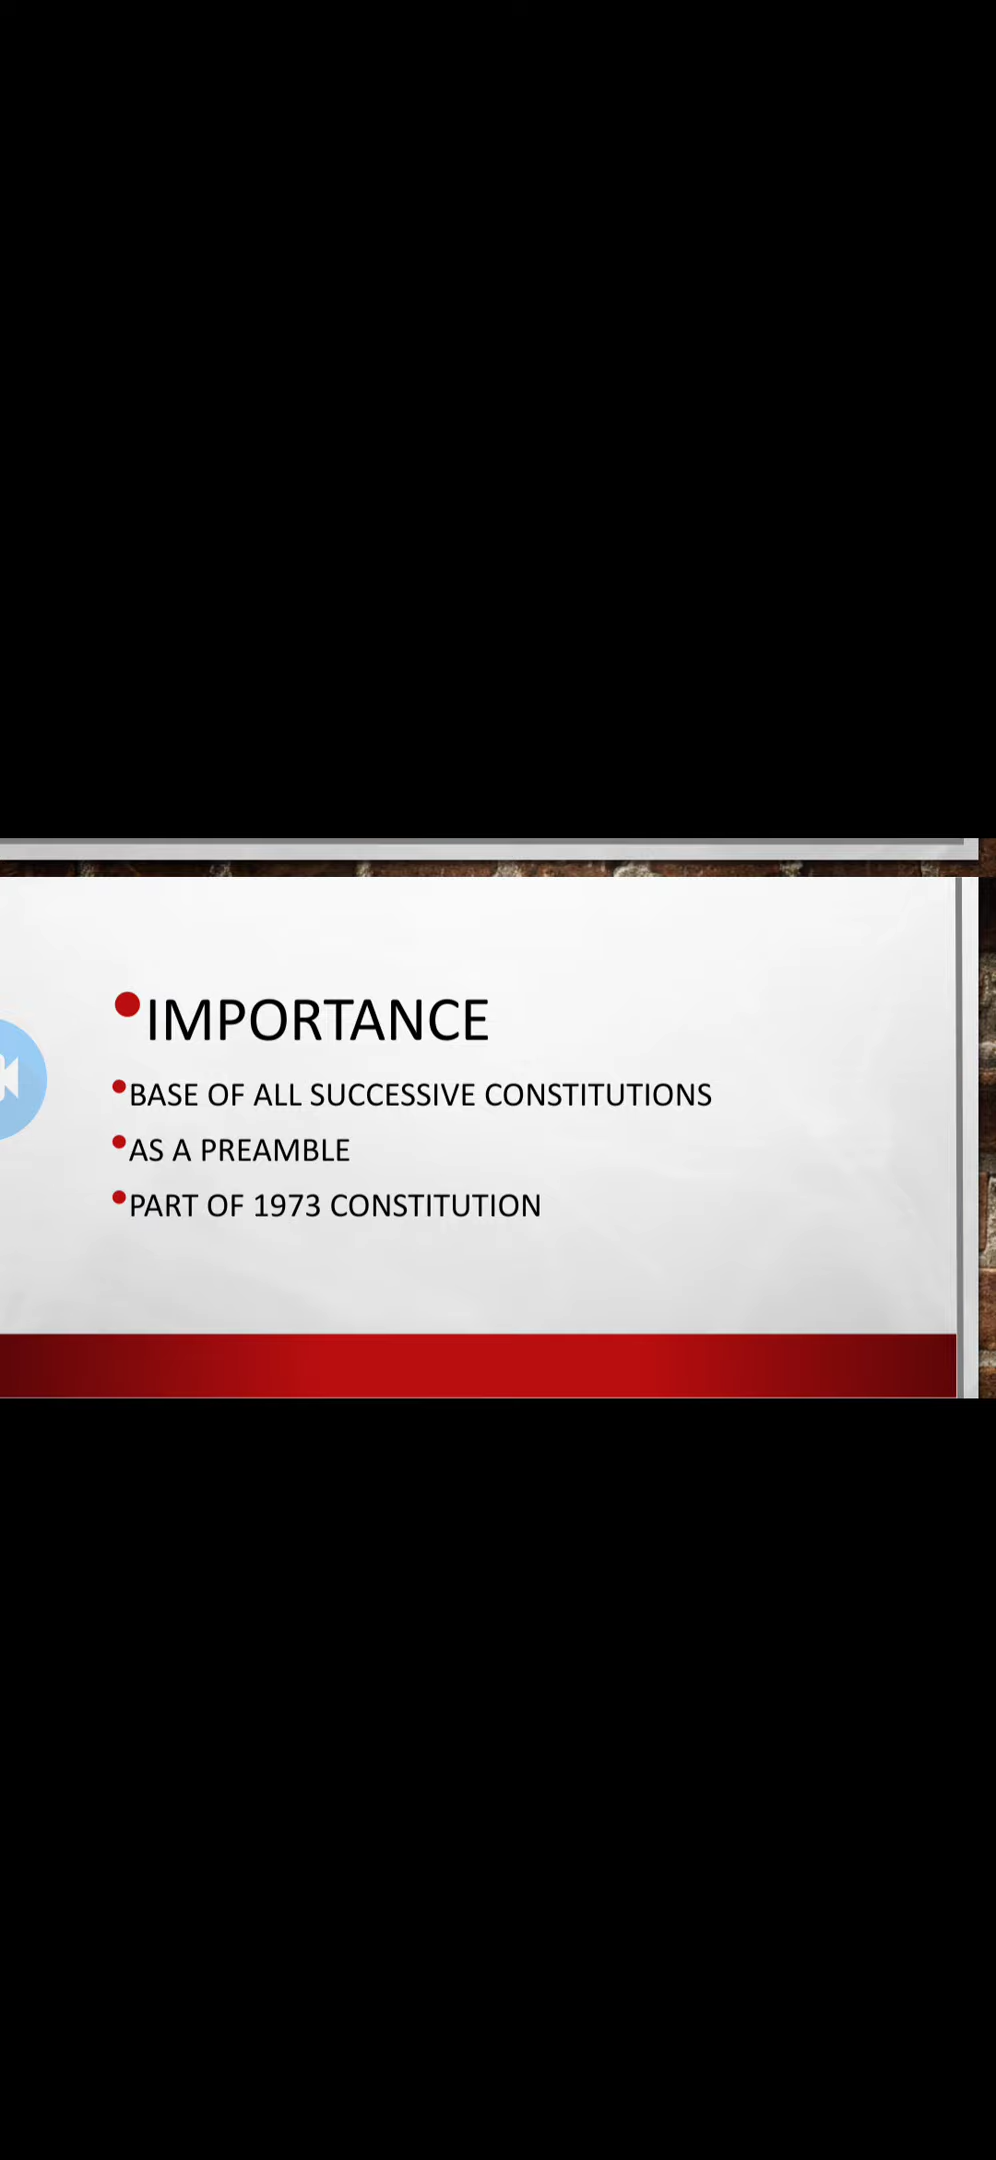 •IMPORTANCE
•BASE OF ALL SUCCESSIVE CONSTITUTIONS
•AS A PREAMBLE
•PART OF 1973 CONSTITUTION